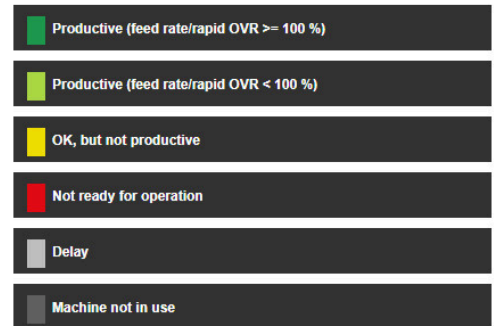 Productive (feed rate/rapid OVR >= 100 %)
Productive (feed rate/rapid OVR < 100 %)
OK, but not productive
Not ready for operation
Delay
Machine not in use